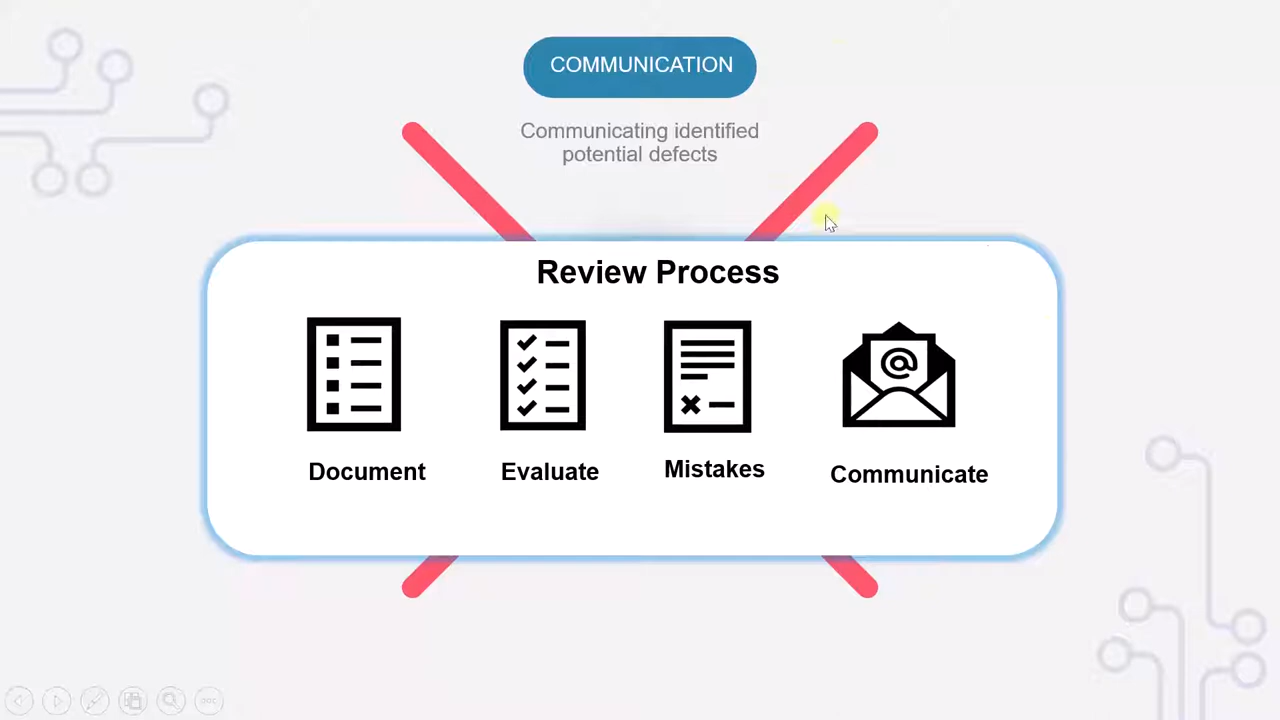 COMMUNICATION
Communicating identified
potential defects
Review Process
Document
Evaluate
Mistakes
Communicate